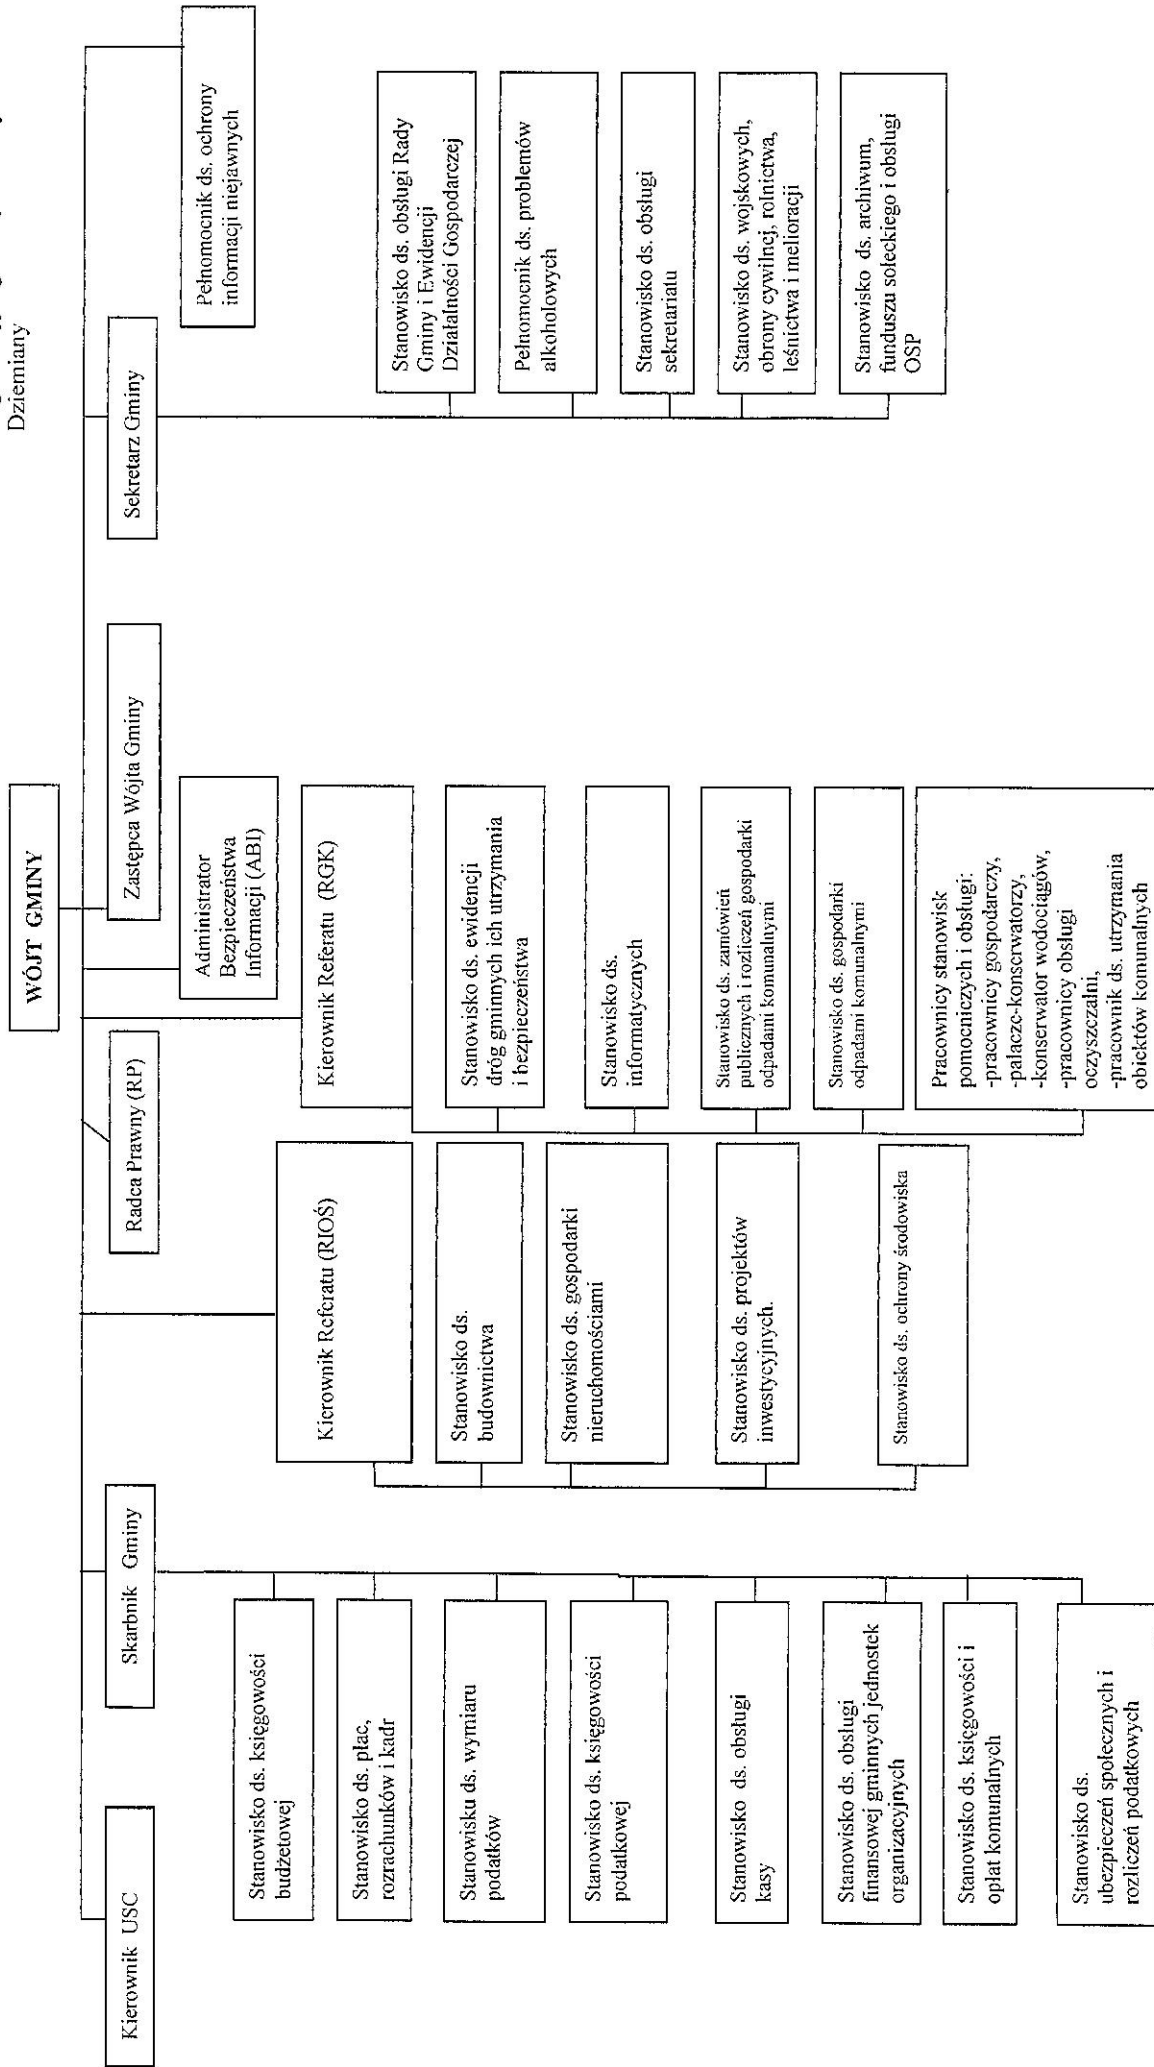 Dziemiany
WÓJT GMINY
Kierownik USC
Skarbnik Gminy
Radca Prawny (RP)
Zastępca Wójta Gminy
Sekretarz Gminy
Pełnomocnik ds. ochrony
informacji niejawnych
Administrator
Bezpieczeństwa
Informacji (ABI)
Stanowisko ds. księgowości
budżetowej
Stanowisko ds. płac,
rozrachunków i kadr
Stanowisku ds. wymiaru
podatków
Stanowisko ds. księgowości
podatkowej
Stanowisko ds. obsługi
kasy
Stanowisko ds. obsługi
finansowej gminnych jednostek
organizacyjnych
Stanowisko ds. księgowości i
opłat komunalnych
Stanowisko ds.
ubezpieczeń społecznych i
rozliczeń podatkowych
Kierownik Referatu (RIOŚ)
Stanowisko ds.
budownictwa
Stanowisko ds. gospodarki
nieruchomościami
Stanowisko ds. projektów
inwestycyjnych.
Stanowisko ds. ochrony środowiska
Kierownik Referatu (RGK)
Stanowisko ds. ewidencji
dróg gminnych ich utrzymania
i bezpieczeństwa
Stanowisko ds.
informatycznych
Stanowisko ds. zamówień
publicznych i rozliczeń gospodarki
odpadami komunalnymi
Stanowisko ds. gospodarki
odpadami komunalnymi
Pracownicy stanowisk
pomocniczych i obsługi:
-pracownicy gospodarczy,
-palacze-konserwatorzy,
-konserwator wodociągów,
-pracownicy obsługi
oczyszczalni,
-pracownik ds. utrzymania
obiektów komunalnych
Stanowisko ds. obsługi Rady
Gminy i Ewidencji
Działalności Gospodarczej
Pełnomocnik ds. problemów
alkoholowych
Stanowisko ds. obsługi
sekretariatu
Stanowisko ds. wojskowych,
obrony cywilnej, rolnictwa,
leśnictwa i melioracji
Stanowisko ds. archiwum,
funduszu sołeckiego i obsługi
OSP